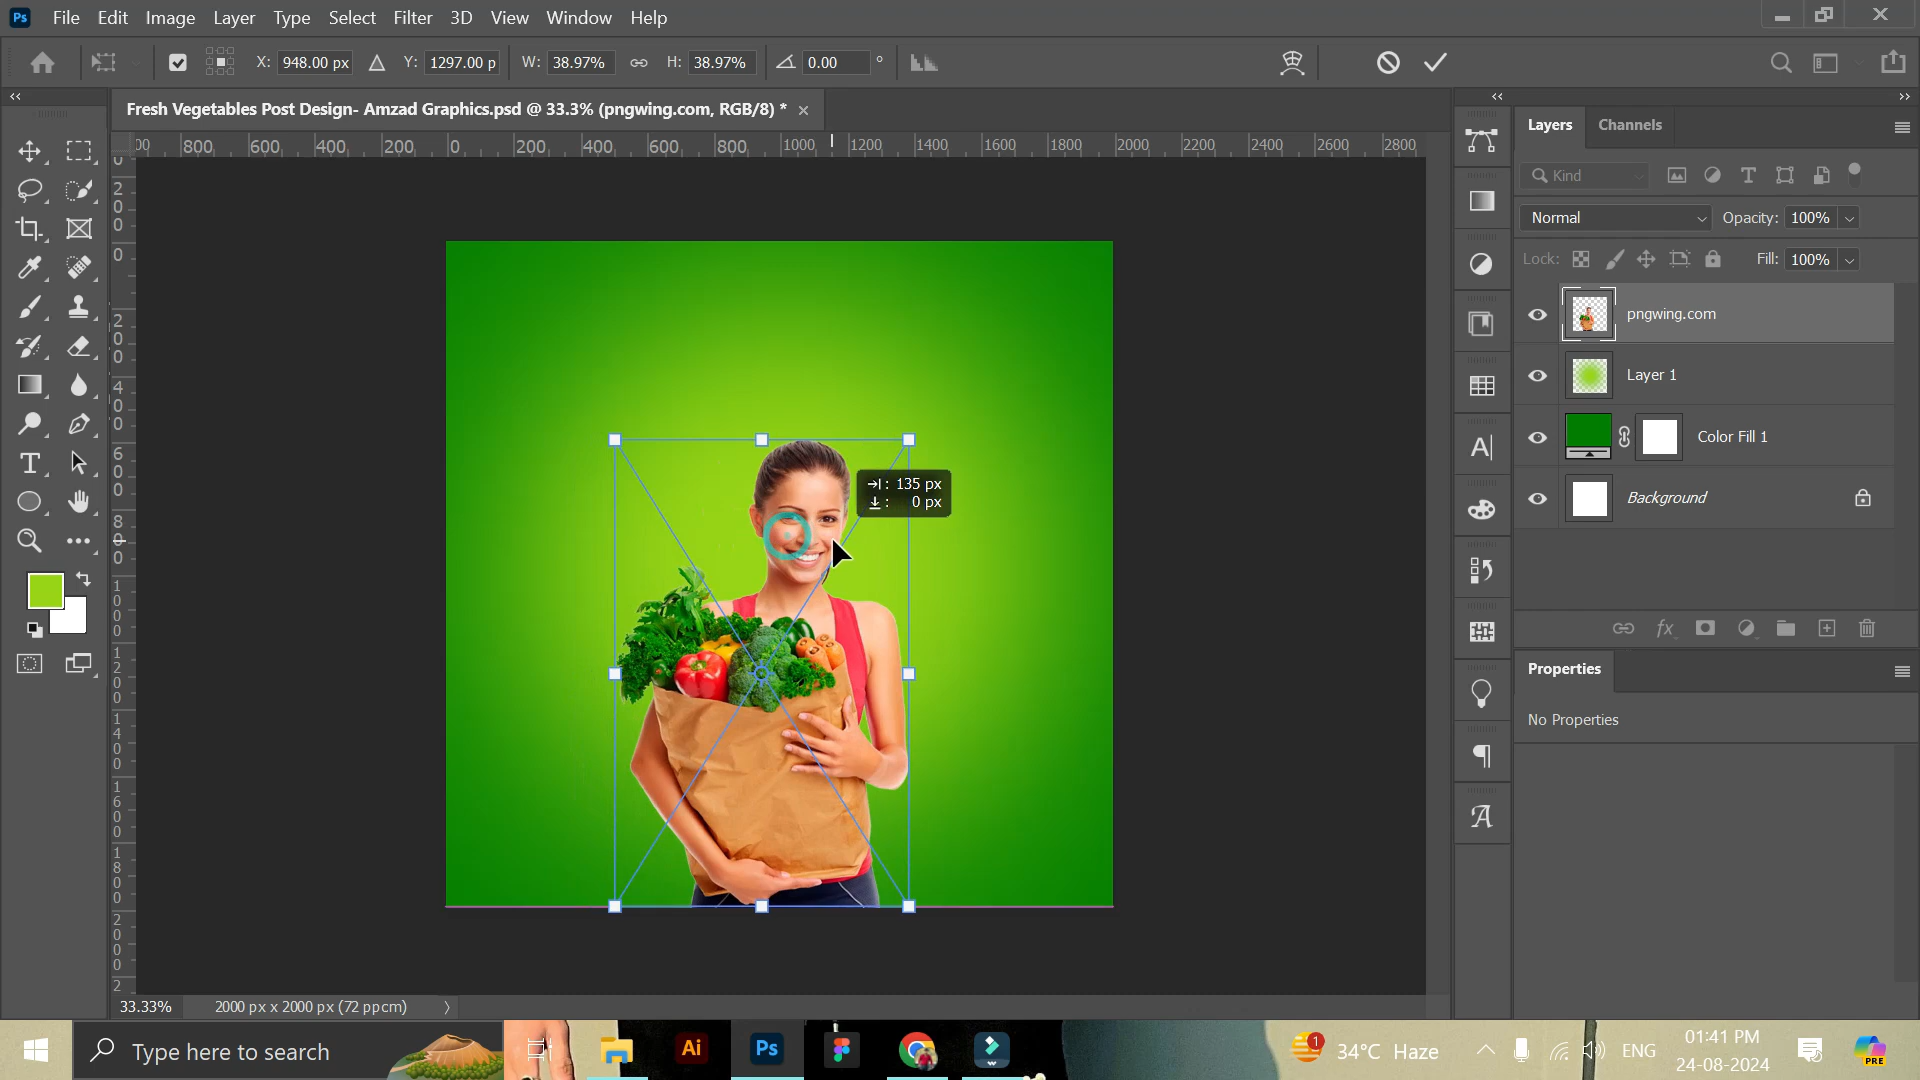 Ps File Edit Image Layer Type Select Filter 3D View Window Help
X: 948.00 px Y: 1297.00 p W: 38.97% H: 38.97% 0.00 °
Fresh Vegetables Post Design- Amzad Graphics.psd @ 33.3% (pngwing.com, RGB/8) *
00 800 600 400 200 0 200 400 600 800 1000 1200 1400 1600 1800 2000 2200 2400 2600 2800
→: 135 px
↓: 0 px
Layers Channels
Kind
Normal Opacity: 100%
Lock: Fill: 100%
pngwing.com
Layer 1
Color Fill 1
Background
fx
Properties
No Properties
33.33% 2000 px x 2000 px (72 ppcm)
Type here to search
Ai Ps
1 34°C Haze
ENG
01:41 PM
24-08-2024
PRE